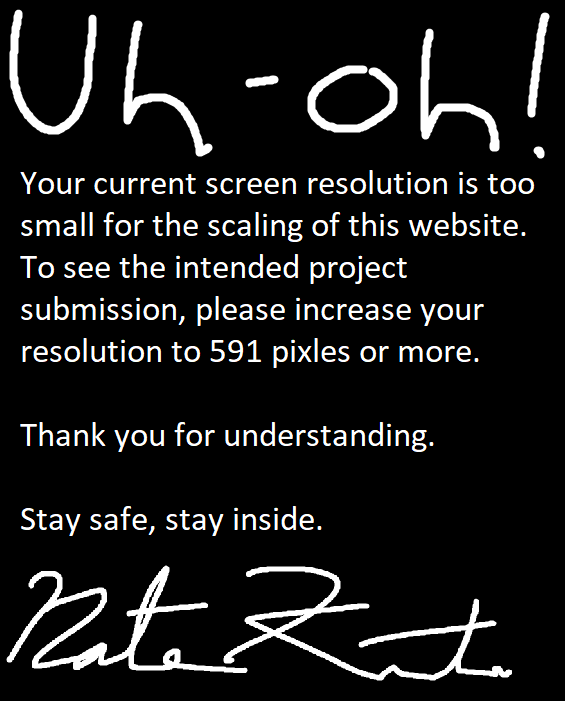 Uh-oh!
Your current screen resolution is too
small for the scaling of this website.
To see the intended project
submission, please increase your
resolution to 591 pixles or more.
Thank you for understanding.
Stay safe, stay inside.
Nate